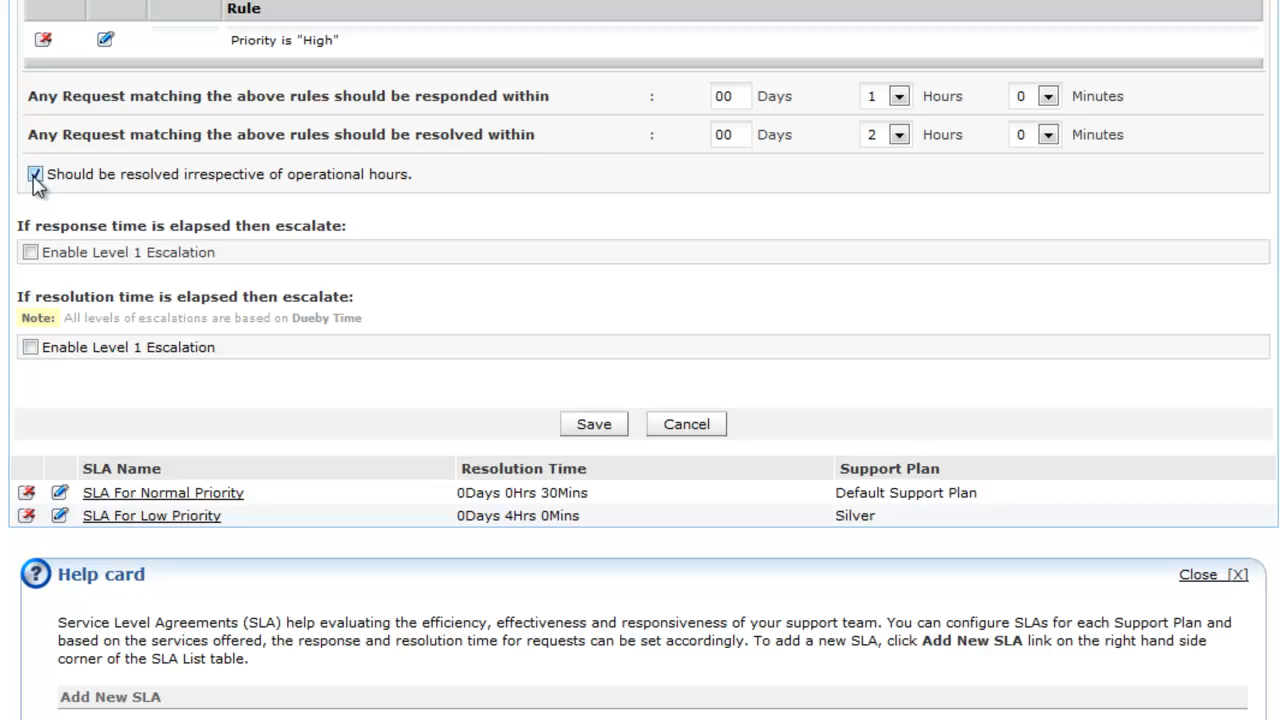 Rule
Priority is "High"
Any Request matching the above rules should be responded within : 00 Days 1 Hours 0 Minutes
Any Request matching the above rules should be resolved within : 00 Days 2 Hours 0 Minutes
Should be resolved irrespective of operational hours.
If response time is elapsed then escalate:
Enable Level 1 Escalation
If resolution time is elapsed then escalate:
Note: All levels of escalations are based on Dueby Time
Enable Level 1 Escalation
Save Cancel
SLA Name Resolution Time Support Plan
SLA For Normal Priority 0Days 0Hrs 30Mins Default Support Plan
SLA For Low Priority 0Days 4Hrs 0Mins Silver
? Help card Close [X]
Service Level Agreements (SLA) help evaluating the efficiency, effectiveness and responsiveness of your support team. You can configure SLAs for each Support Plan and
based on the services offered, the response and resolution time for requests can be set accordingly. To add a new SLA, click Add New SLA link on the right hand side
corner of the SLA List table.
Add New SLA